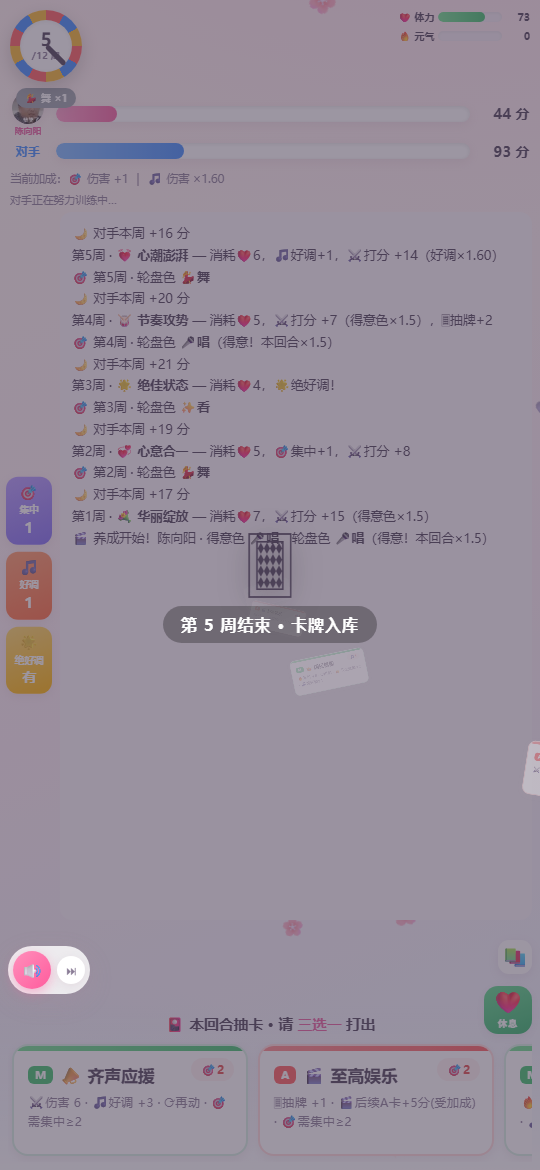 5
/12
体力 73
元气 0
舞 ×1
陈向阳
44 分
对手
93 分
当前加成: 伤害 +1 | 伤害 ×1.60
对手正在努力训练中...
对手本周 +16 分
第5周 · 心潮澎湃 — 消耗 6, 好调+1, 打分 +14（好调×1.60）
第5周 · 轮盘色 舞
对手本周 +20 分
第4周 · 节奏攻势 — 消耗 5, 打分 +7（得意色×1.5）, 抽牌+2
第4周 · 轮盘色 唱（得意！本回合×1.5）
对手本周 +21 分
第3周 · 绝佳状态 — 消耗 4, 绝好调！
第3周 · 轮盘色
对手本周 +19 分
第2周 · 心意合一 — 消耗 5, 集中+1, 打分 +8
第2周 · 轮盘色 舞
对手本周 +17 分
第1周 · 华丽绽放 — 消耗 7, 打分 +15（得意色×1.5）
养成开始！陈向阳 · 得意色 唱, 轮盘色 唱（得意！本回合×1.5）
集中
1
好调
1
绝好调
有
第 5 周结束 • 卡牌入库
休息
本回合抽卡 • 请 三选一 打出
M 齐声应援 2
伤害 6 · 好调 +3 · 再动 ·
需集中≥2
A 至高娱乐 2
抽牌 +1 · 后续A卡+5分(受加成)
· 需集中≥2